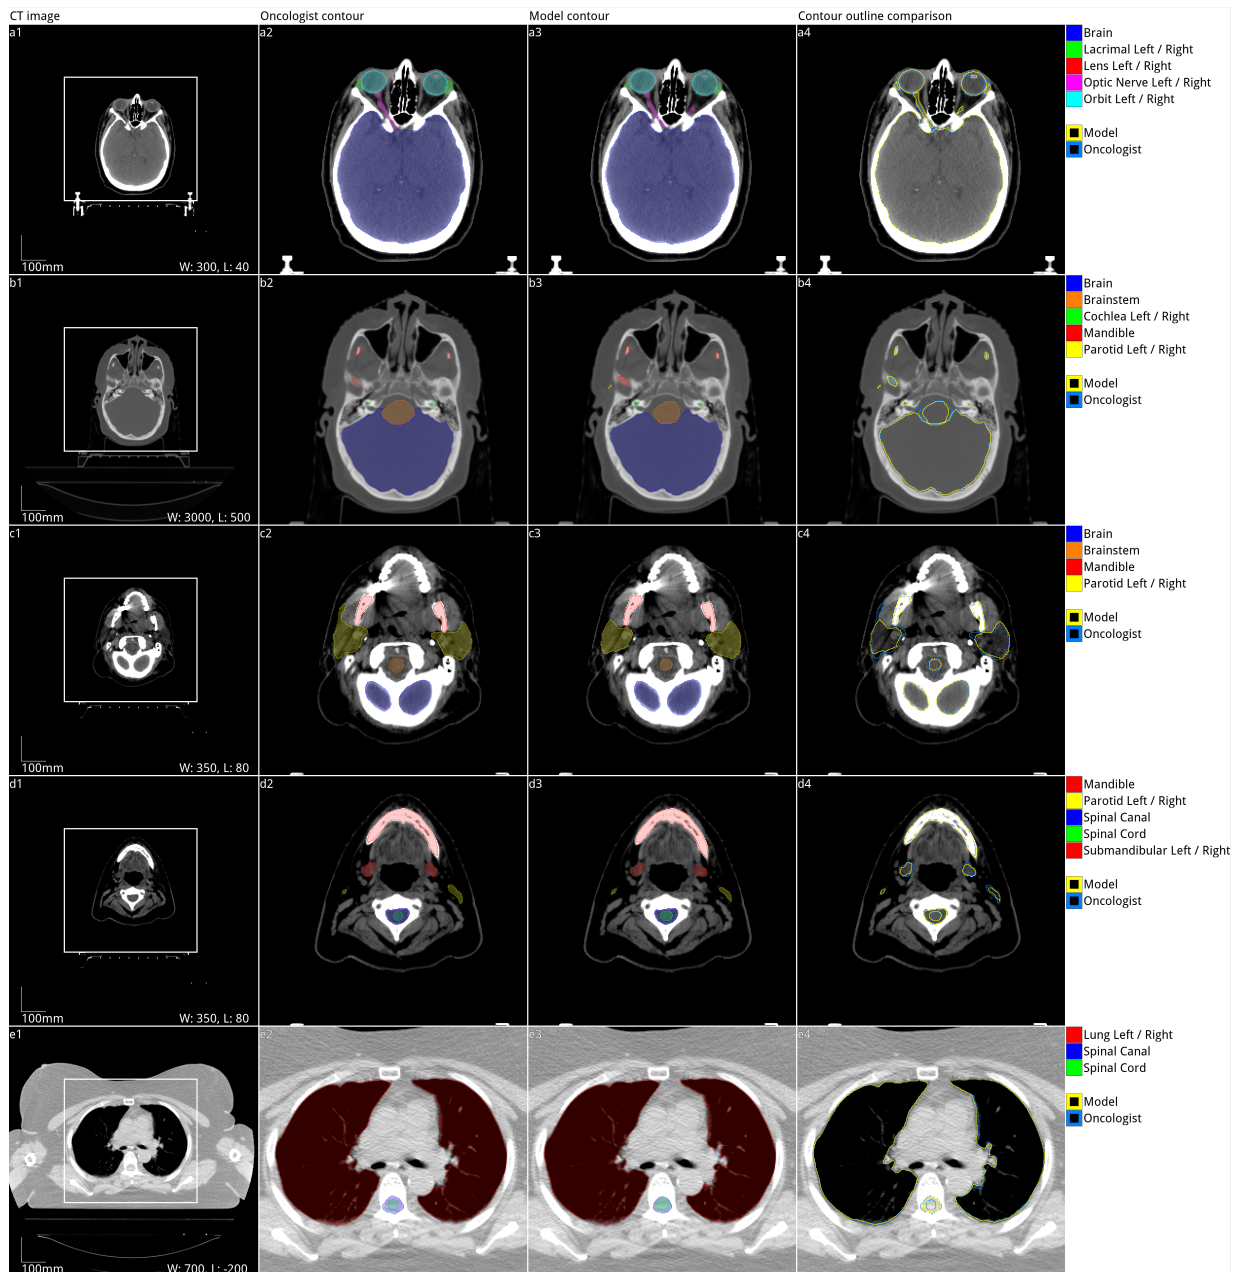 CT image
Oncologist contour
Model contour
Contour outline comparison
a1
a2
a3
a4
100mm
W: 300, L: 40
Brain
Lacrimal Left / Right
Lens Left / Right
Optic Nerve Left / Right
Orbit Left / Right
Model
Oncologist
b1
b2
b3
b4
100mm
W: 3000, L: 500
Brain
Brainstem
Cochlea Left / Right
Mandible
Parotid Left / Right
Model
Oncologist
c1
c2
c3
c4
100mm
W: 350, L: 80
Brain
Brainstem
Mandible
Parotid Left / Right
Model
Oncologist
d1
d2
d3
d4
100mm
W: 350, L: 80
Mandible
Parotid Left / Right
Spinal Canal
Spinal Cord
Submandibular Left / Right
Model
Oncologist
e1
e2
e3
e4
100mm
W: 700, L: -200
Lung Left / Right
Spinal Canal
Spinal Cord
Model
Oncologist